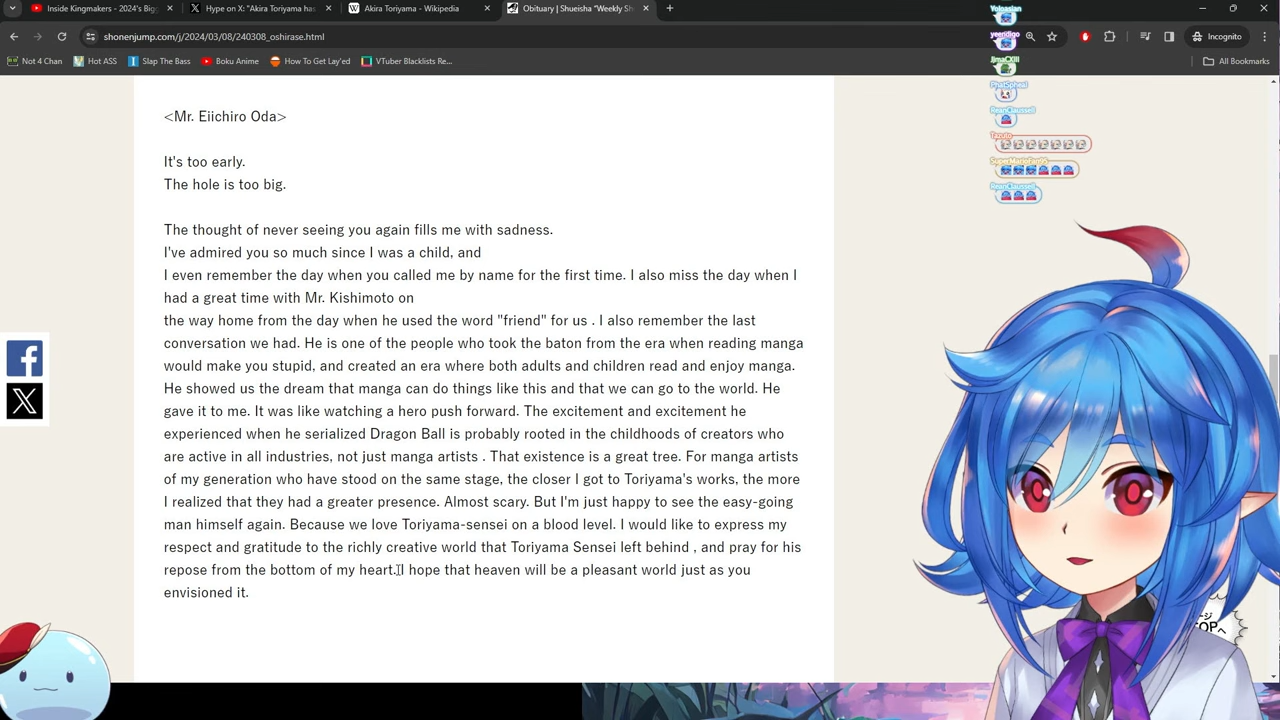 Inside Kingmakers - 2024's Bigg
Hype on X: "Akira Toriyama has
Akira Toriyama - Wikipedia
Obituary | Shueisha "Weekly Sh
shonenjump.com/j/2024/03/08/240308_oshirase.html
Incognito
Not 4 Chan
Hot ASS
Slap The Bass
Boku Anime
How To Get Lay'ed
VTuber Blacklists Re...
All Bookmarks
Yoloasian
yeendigo
JimaCXIII
PhatSpheal
ReanClaussell
Tazuto
SuperMarioFan95
ReanClaussell
<Mr. Eiichiro Oda>
It's too early.
The hole is too big.
The thought of never seeing you again fills me with sadness.
I've admired you so much since I was a child, and
I even remember the day when you called me by name for the first time. I also miss the day when I
had a great time with Mr. Kishimoto on
the way home from the day when he used the word "friend" for us . I also remember the last
conversation we had. He is one of the people who took the baton from the era when reading manga
would make you stupid, and created an era where both adults and children read and enjoy manga.
He showed us the dream that manga can do things like this and that we can go to the world. He
gave it to me. It was like watching a hero push forward. The excitement and excitement he
experienced when he serialized Dragon Ball is probably rooted in the childhoods of creators who
are active in all industries, not just manga artists . That existence is a great tree. For manga artists
of my generation who have stood on the same stage, the closer I got to Toriyama's works, the more
I realized that they had a greater presence. Almost scary. But I'm just happy to see the easy-going
man himself again. Because we love Toriyama-sensei on a blood level. I would like to express my
respect and gratitude to the richly creative world that Toriyama Sensei left behind , and pray for his
repose from the bottom of my heart. I hope that heaven will be a pleasant world just as you
envisioned it.